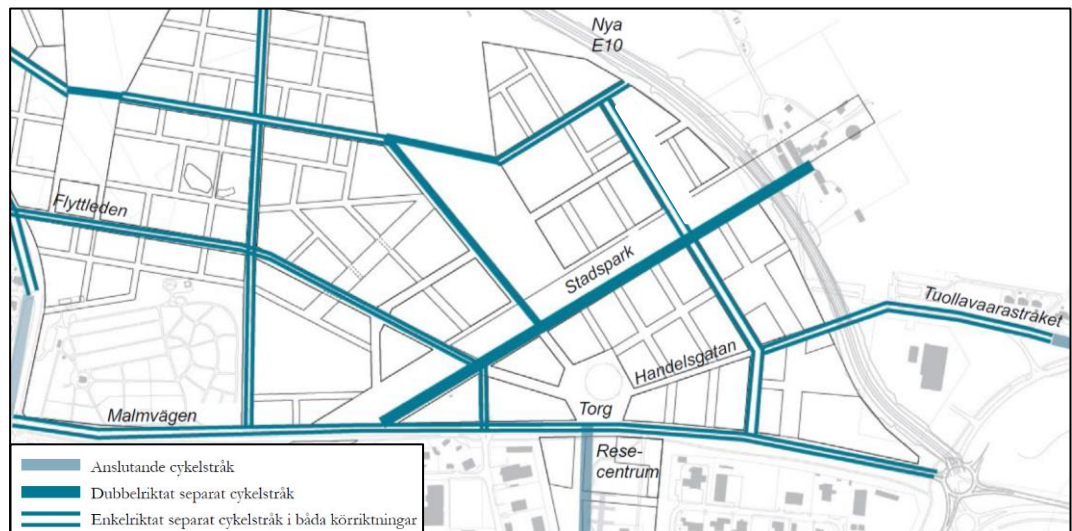 Nya
E10
Flyttleden
Stadspark
Tuollavaarastråket
Handelsgatan
Malmvägen
Torg
Rese-
centrum
Anslutande cykelstråk
Dubbelriktat separat cykelstråk
Enkelriktat separat cykelstråk i båda körriktningar